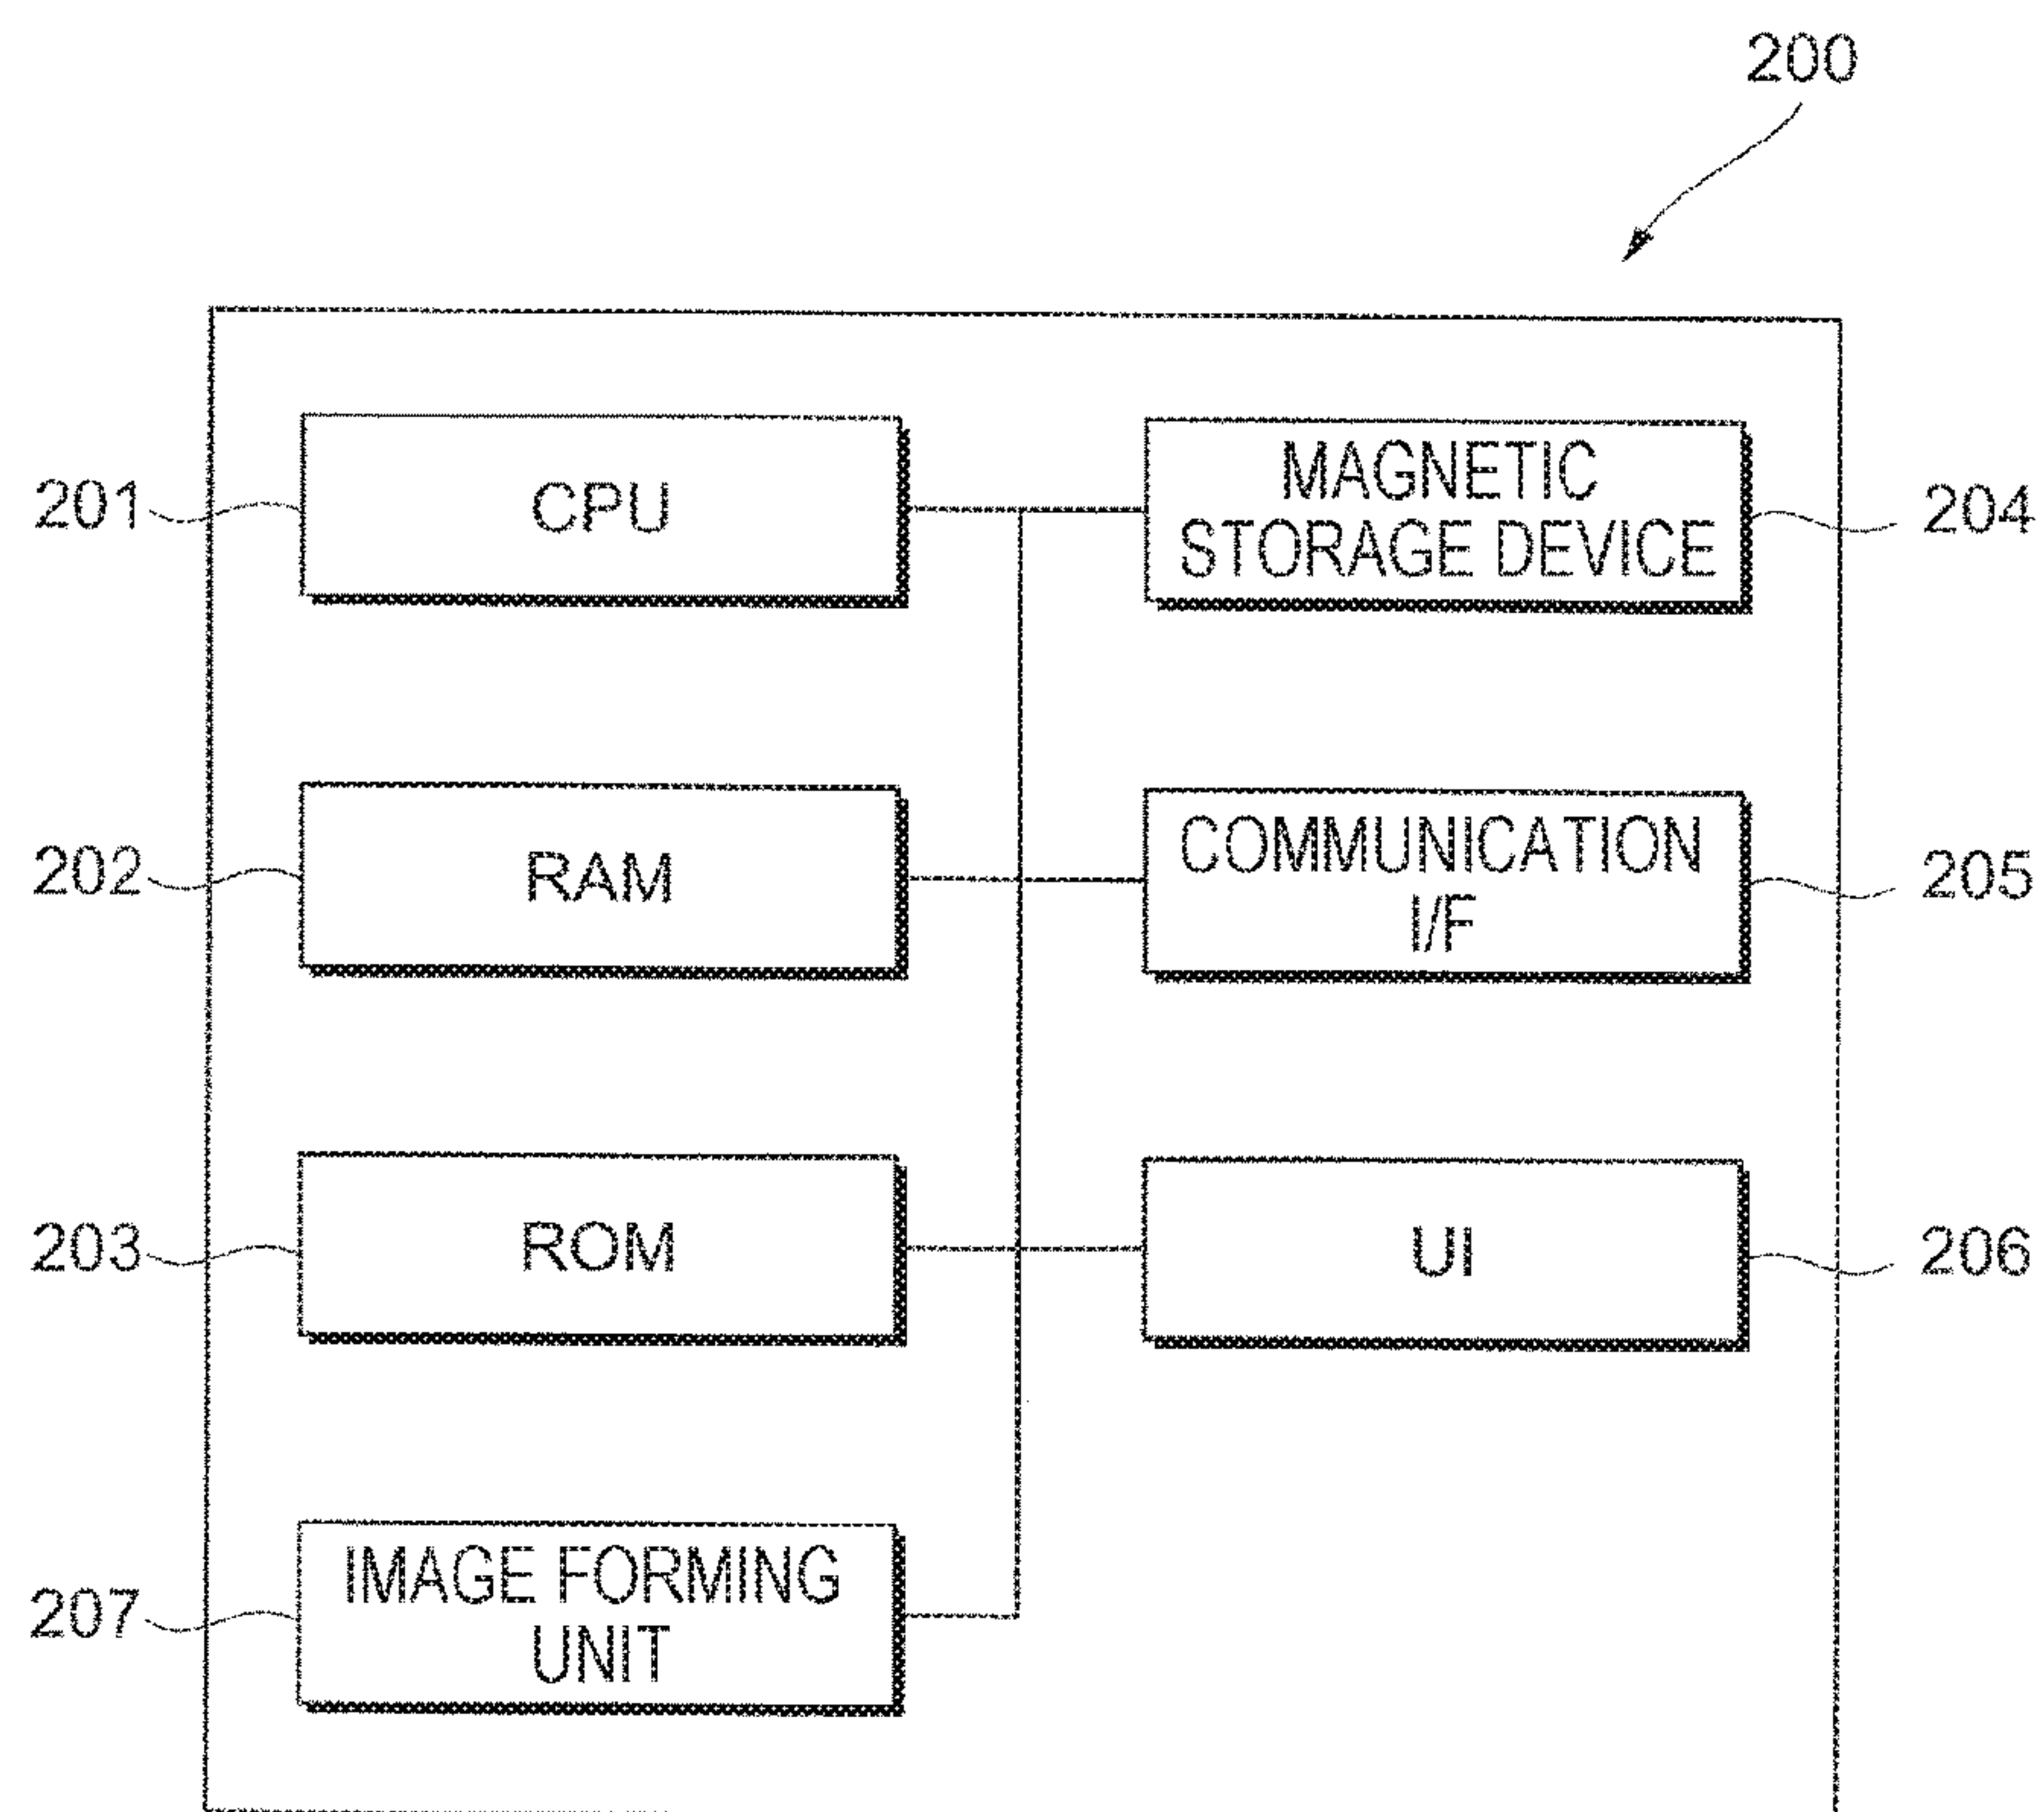 200
201
CPU
MAGNETIC
STORAGE DEVICE
204
202
RAM
COMMUNICATION
I/F
205
203
ROM
UI
206
207
IMAGE FORMING
UNIT